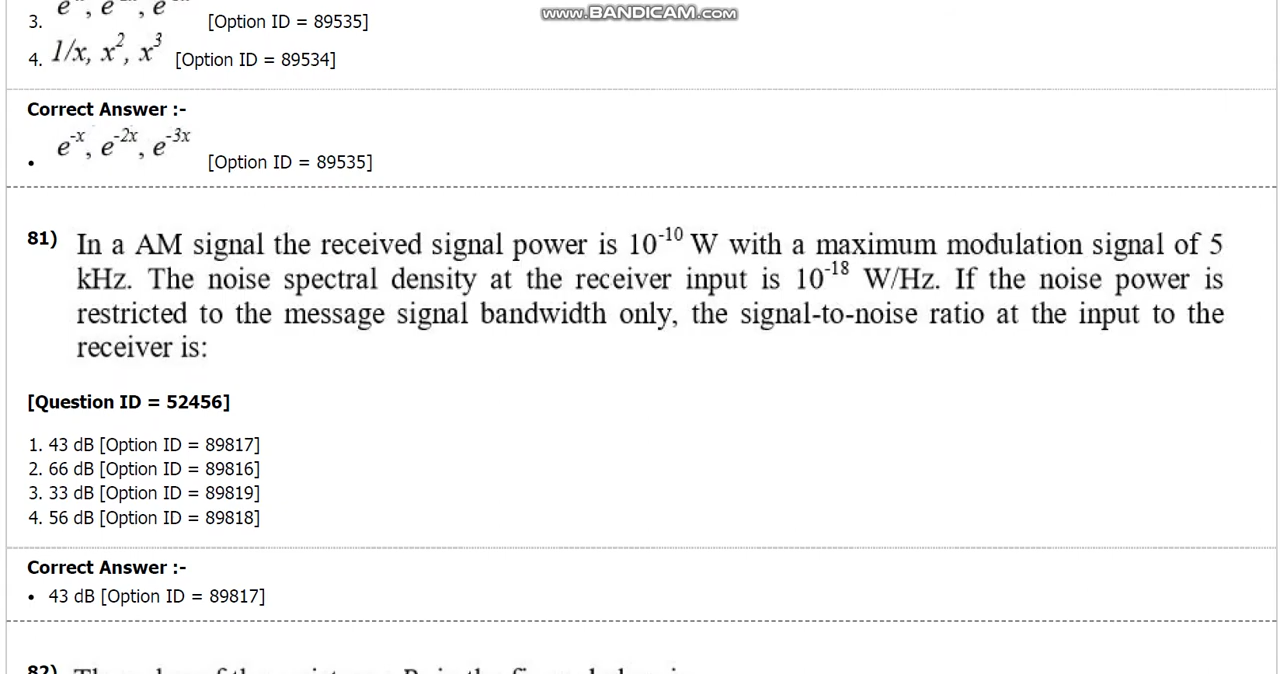 www.BANDICAM.com
3. [Option ID = 89535]
4. 1/x, x², x³ [Option ID = 89534]
Correct Answer :-
• e⁻ˣ, e⁻²ˣ, e⁻³ˣ [Option ID = 89535]
81) In a AM signal the received signal power is 10⁻¹⁰ W with a maximum modulation signal of 5
kHz. The noise spectral density at the receiver input is 10⁻¹⁸ W/Hz. If the noise power is
restricted to the message signal bandwidth only, the signal-to-noise ratio at the input to the
receiver is:
[Question ID = 52456]
1. 43 dB [Option ID = 89817]
2. 66 dB [Option ID = 89816]
3. 33 dB [Option ID = 89819]
4. 56 dB [Option ID = 89818]
Correct Answer :-
• 43 dB [Option ID = 89817]
82)